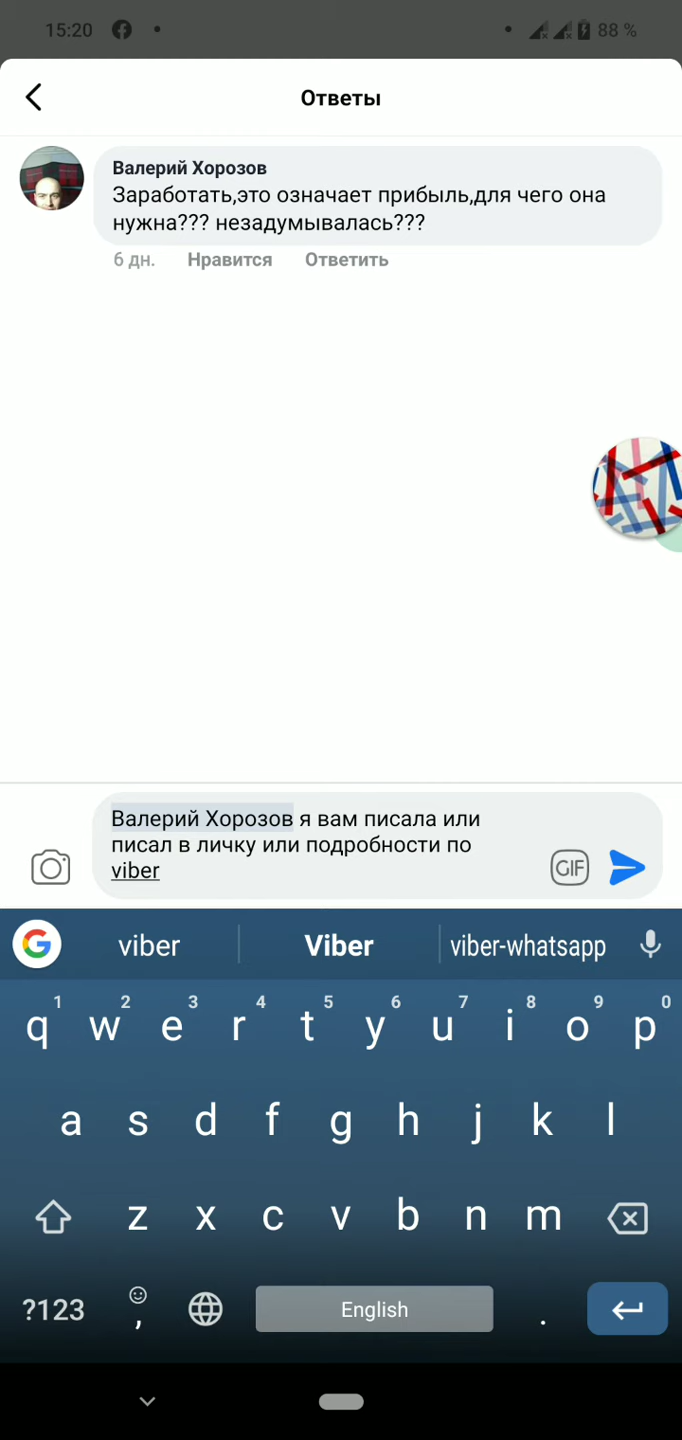 15:20
88 %
Ответы
Валерий Хорозов
Заработать,это означает прибыль,для чего она
нужна??? незадумывалась???
6 дн. Нравится Ответить
Валерий Хорозов я вам писала или
писал в личку или подробности по
viber
GIF
viber Viber viber-whatsapp
1 2 3 4 5 6 7 8 9 0
q w e r t y u i o p
a s d f g h j k l
z x c v b n m
?123 , English .